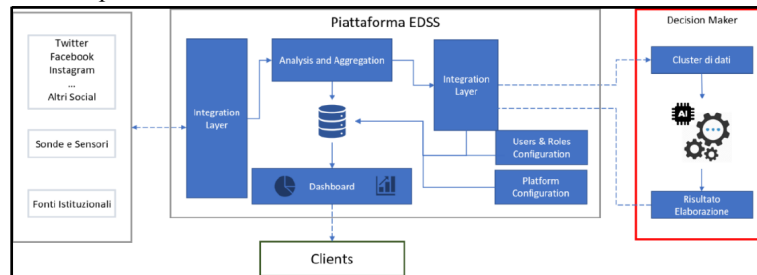 Piattaforma EDSS
Decision Maker
Twitter
Facebook
Instagram
...
Altri Social
Sonde e Sensori
Fonti Istituzionali
Integration
Layer
Analysis and Aggregation
Integration
Layer
Users & Roles
Configuration
Platform
Configuration
Dashboard
Clients
Cluster di dati
AI
Risultato
Elaborazione